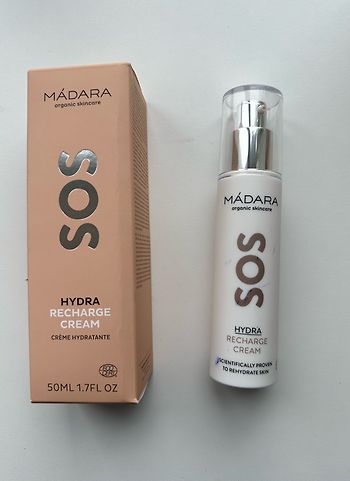 MÁDARA
organic skincare
SOS
HYDRA
RECHARGE
CREAM
CRÈME HYDRATANTE
50ML 1.7FL OZ
MÁDARA
organic skincare
SOS
HYDRA
RECHARGE
CREAM
SCIENTIFICALLY PROVEN
TO REHYDRATE SKIN